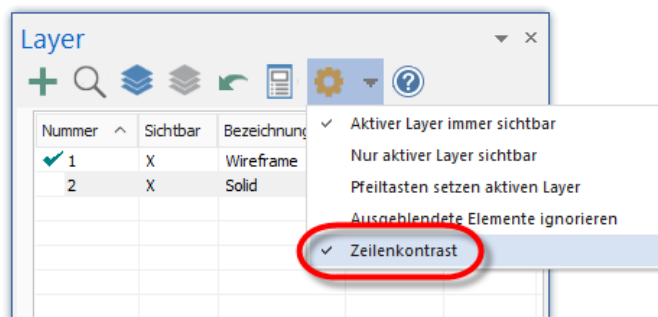 Layer
Nummer Sichtbar Bezeichnung
1 X Wireframe
2 X Solid
Aktiver Layer immer sichtbar
Nur aktiver Layer sichtbar
Pfeiltasten setzen aktiven Layer
Ausgeblendete Elemente ignorieren
Zeilenkontrast